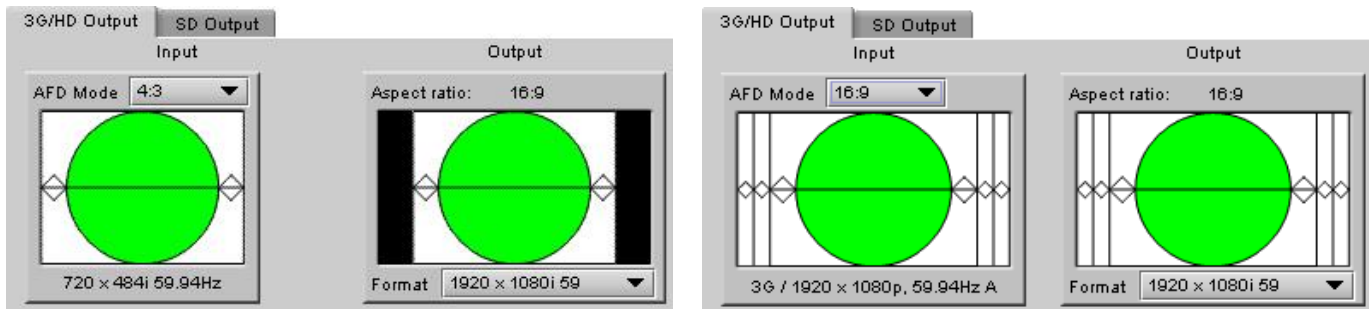 3G/HD Output SD Output
Input Output
AFD Mode 4:3
Aspect ratio: 16:9
720 x 484i 59.94Hz
Format 1920 x 1080i 59
3G/HD Output SD Output
Input Output
AFD Mode 16:9
Aspect ratio: 16:9
3G / 1920 x 1080p, 59.94Hz A
Format 1920 x 1080i 59